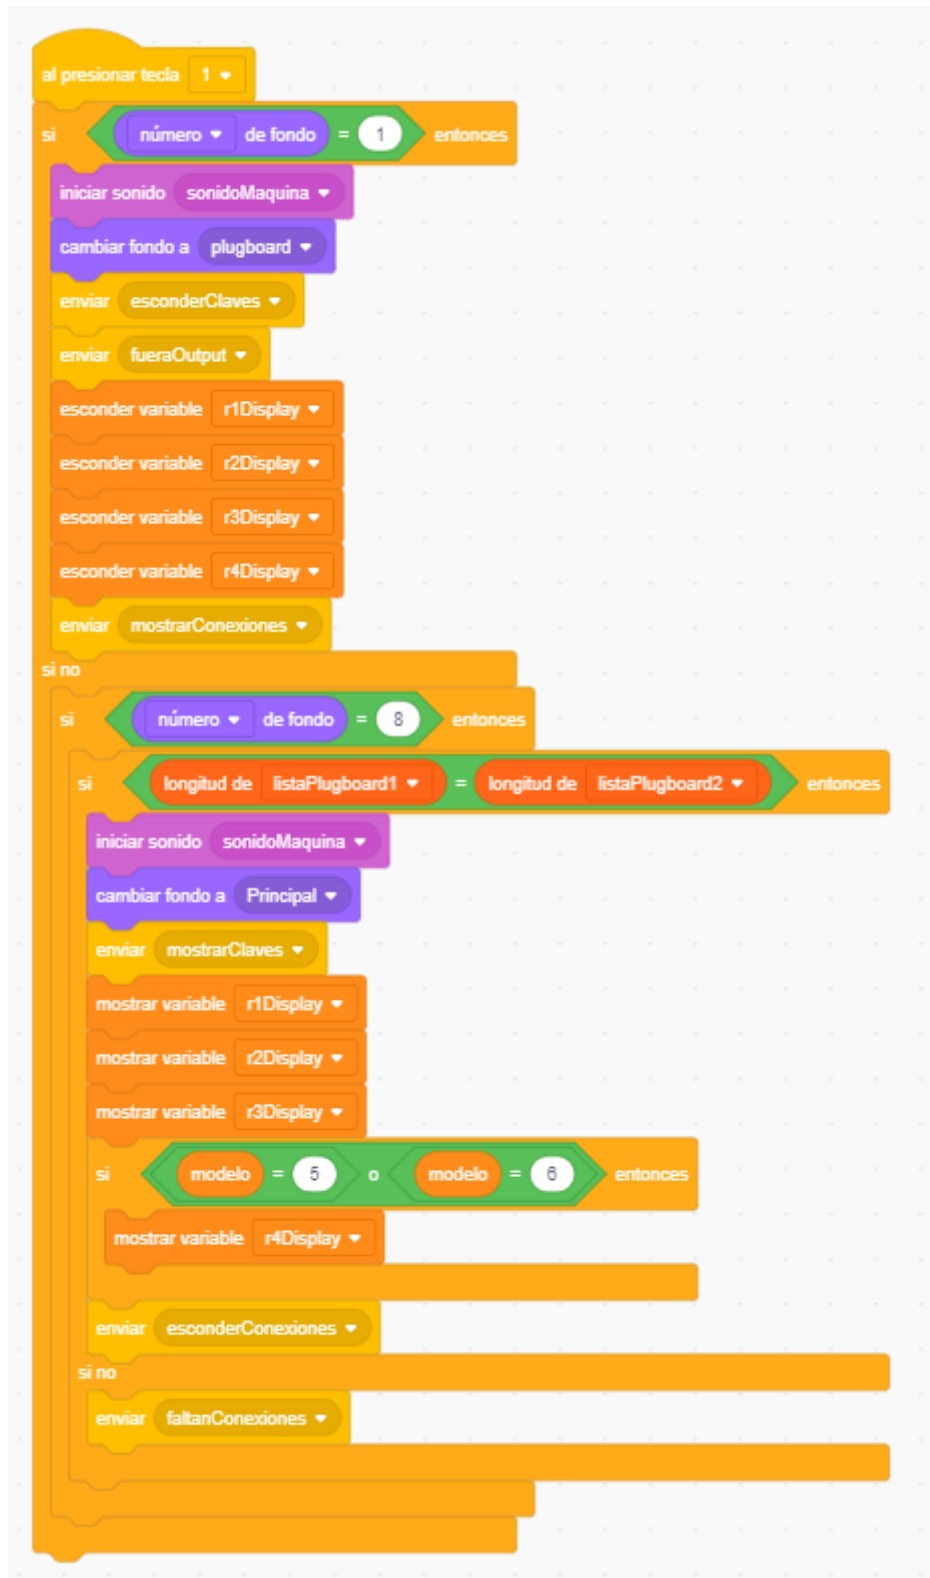 al presionar tecla 1
si número de fondo = 1 entonces
iniciar sonido sonidoMaquina
cambiar fondo a plugboard
enviar esconderClaves
enviar fueraOutput
esconder variable r1Display
esconder variable r2Display
esconder variable r3Display
esconder variable r4Display
enviar mostrarConexiones
si no
si número de fondo = 8 entonces
si longitud de listaPlugboard1 = longitud de listaPlugboard2 entonces
iniciar sonido sonidoMaquina
cambiar fondo a Principal
enviar mostrarClaves
mostrar variable r1Display
mostrar variable r2Display
mostrar variable r3Display
si modelo = 5 o modelo = 6 entonces
mostrar variable r4Display
enviar esconderConexiones
si no
enviar faltanConexiones